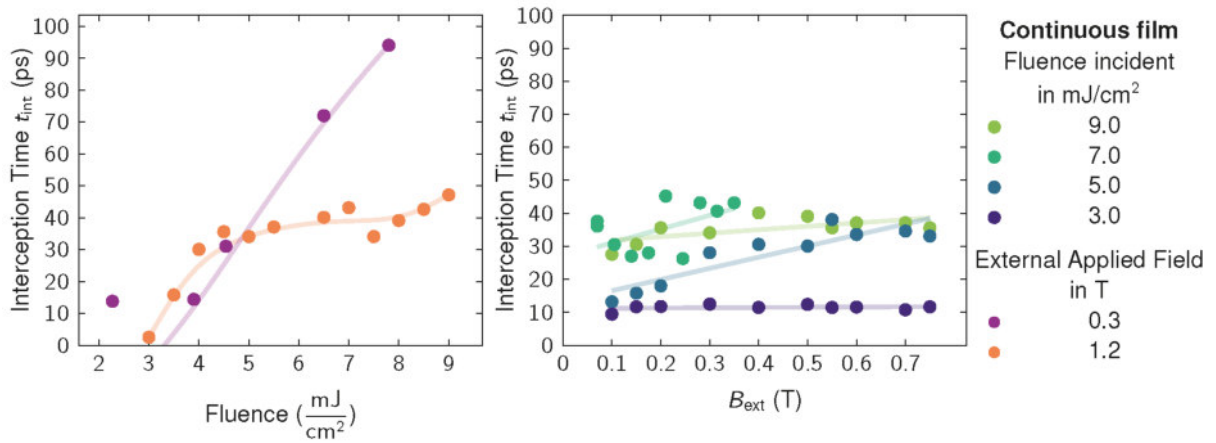 100
90
80
70
60
50
40
30
20
10
0
Interception Time t_int (ps)
2 3 4 5 6 7 8 9
Fluence (mJ/cm²)
100
90
80
70
60
50
40
30
20
10
0
Interception Time t_int (ps)
0 0.1 0.2 0.3 0.4 0.5 0.6 0.7
B_ext (T)
Continuous film
Fluence incident
in mJ/cm²
9.0
7.0
5.0
3.0
External Applied Field
in T
0.3
1.2